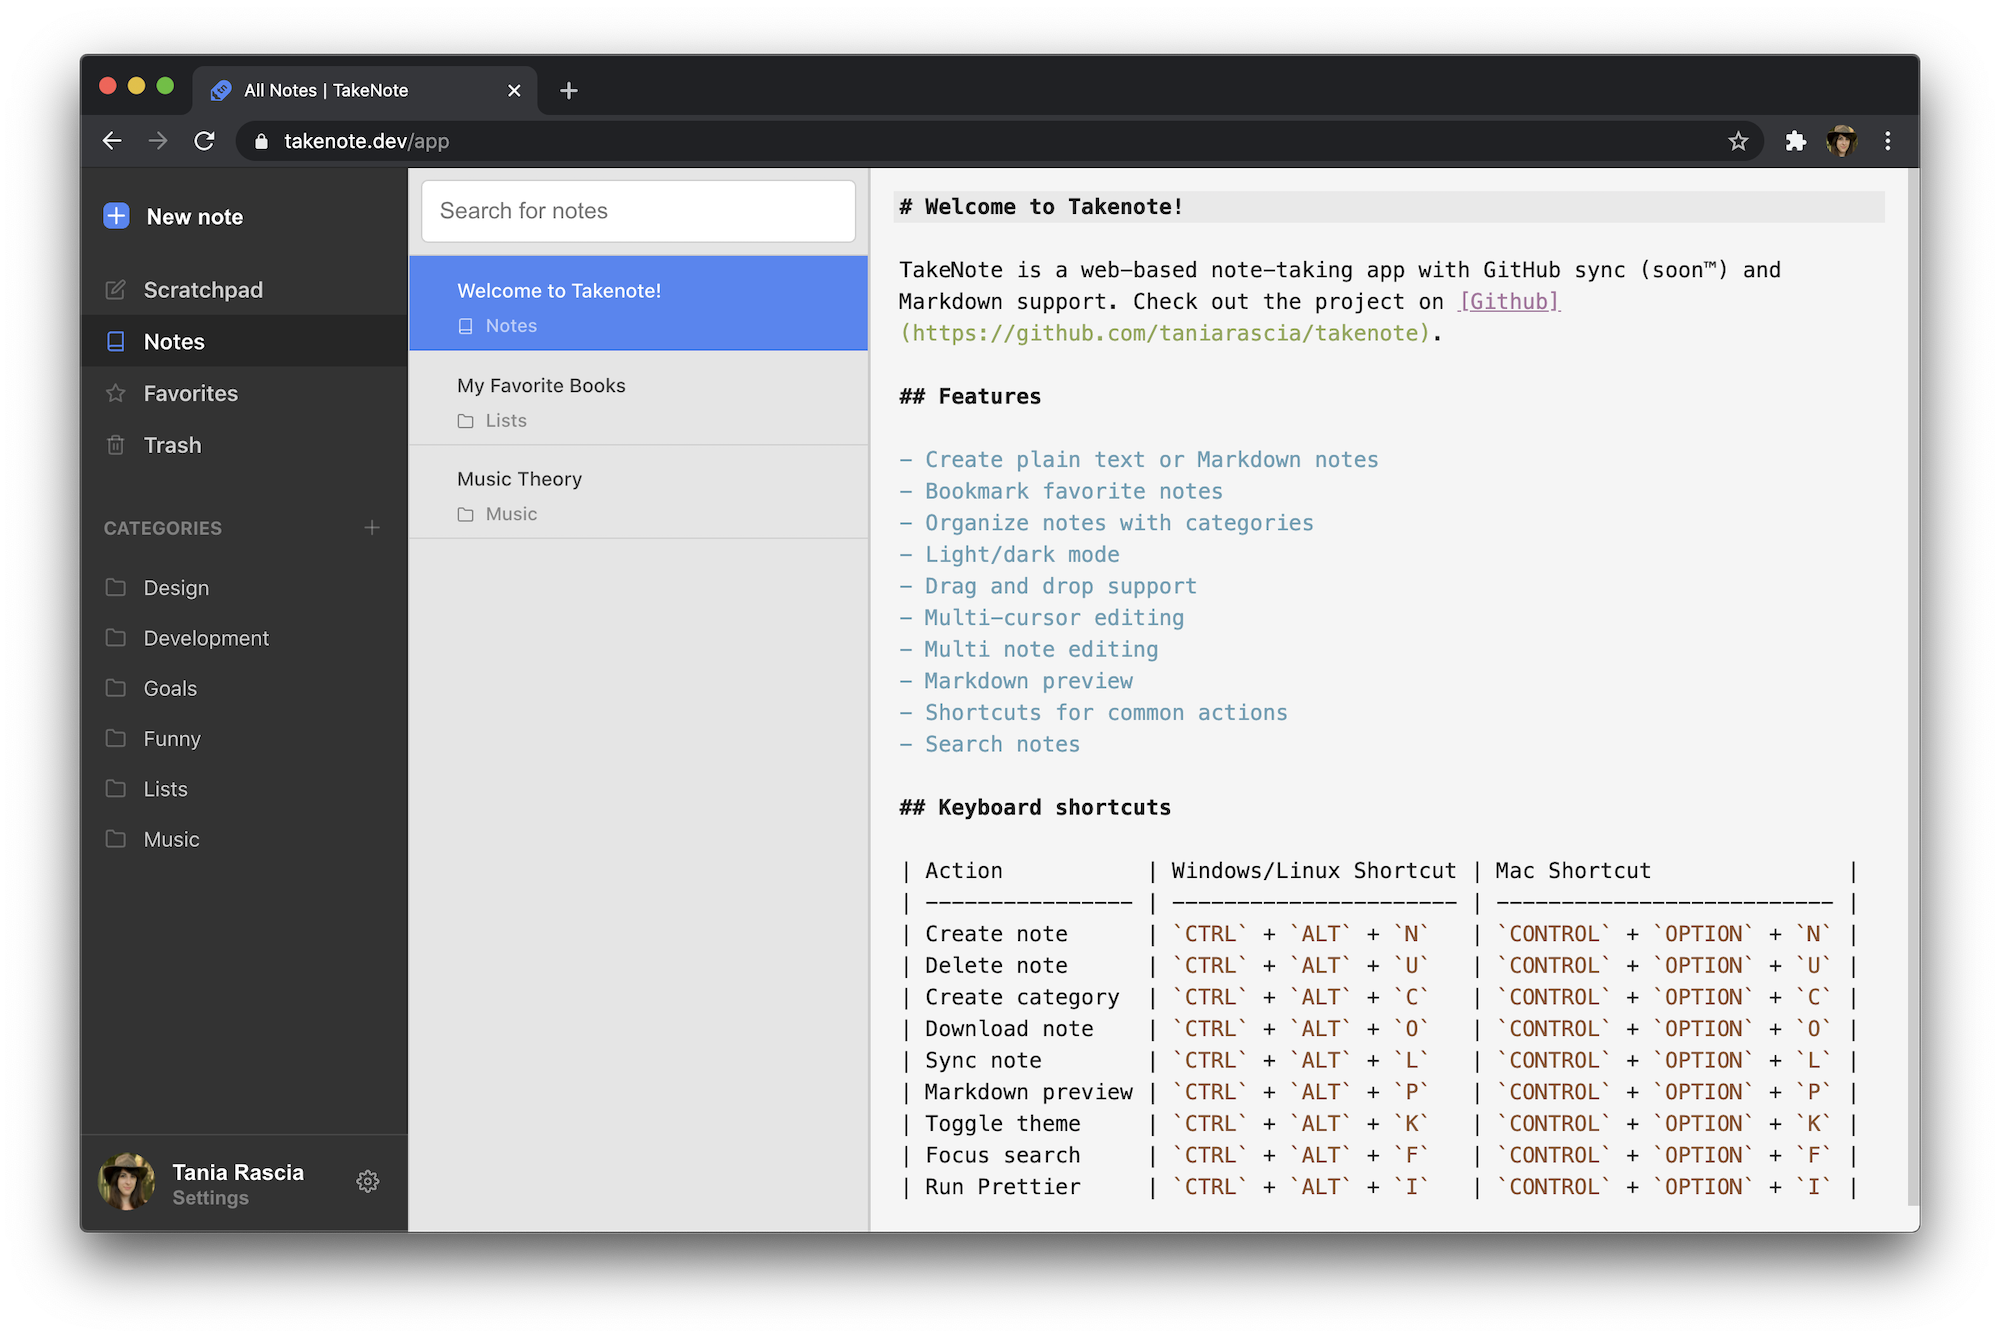 All Notes | TakeNote
takenote.dev/app
New note
Scratchpad
Notes
Favorites
Trash
CATEGORIES
Design
Development
Goals
Funny
Lists
Music
Tania Rascia
Settings
Search for notes
Welcome to Takenote!
Notes
My Favorite Books
Lists
Music Theory
Music
# Welcome to Takenote!
TakeNote is a web-based note-taking app with GitHub sync (soon™) and
Markdown support. Check out the project on [Github]
(https://github.com/taniarascia/takenote).
## Features
- Create plain text or Markdown notes
- Bookmark favorite notes
- Organize notes with categories
- Light/dark mode
- Drag and drop support
- Multi-cursor editing
- Multi note editing
- Markdown preview
- Shortcuts for common actions
- Search notes
## Keyboard shortcuts
| Action           | Windows/Linux Shortcut | Mac Shortcut               |
| ---------------- | ---------------------- | -------------------------- |
| Create note      | `CTRL` + `ALT` + `N`   | `CONTROL` + `OPTION` + `N` |
| Delete note      | `CTRL` + `ALT` + `U`   | `CONTROL` + `OPTION` + `U` |
| Create category  | `CTRL` + `ALT` + `C`   | `CONTROL` + `OPTION` + `C` |
| Download note    | `CTRL` + `ALT` + `O`   | `CONTROL` + `OPTION` + `O` |
| Sync note        | `CTRL` + `ALT` + `L`   | `CONTROL` + `OPTION` + `L` |
| Markdown preview | `CTRL` + `ALT` + `P`   | `CONTROL` + `OPTION` + `P` |
| Toggle theme     | `CTRL` + `ALT` + `K`   | `CONTROL` + `OPTION` + `K` |
| Focus search     | `CTRL` + `ALT` + `F`   | `CONTROL` + `OPTION` + `F` |
| Run Prettier     | `CTRL` + `ALT` + `I`   | `CONTROL` + `OPTION` + `I` |